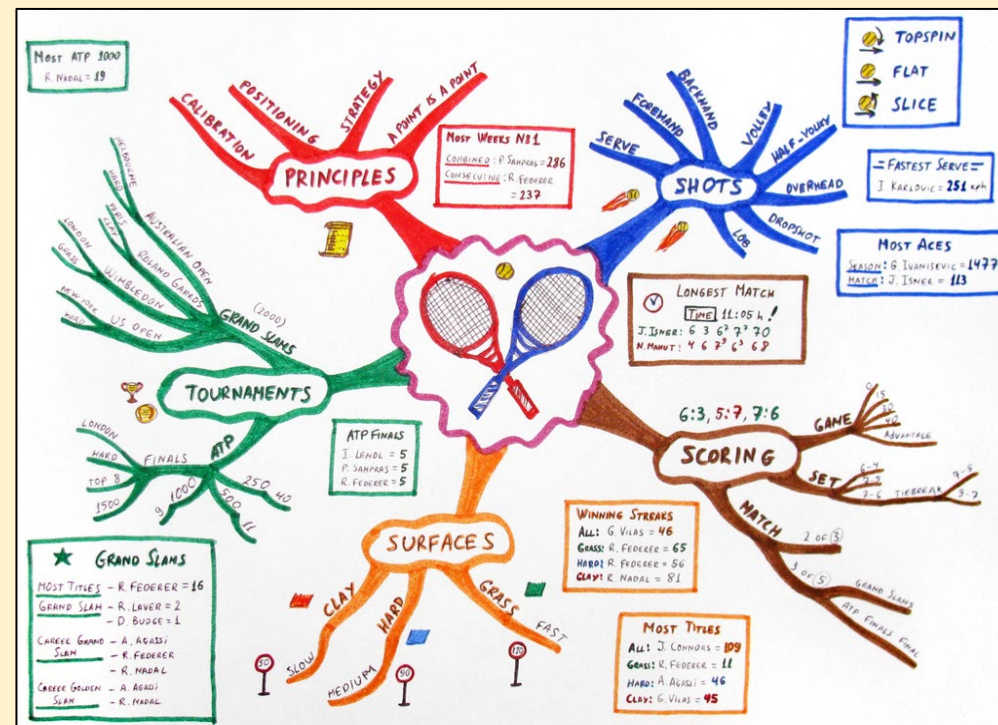 MOST ATP 1000
R. NADAL = 19
CALIBRATION
POSITIONING
STRATEGY
A POINT IS A POINT
PRINCIPLES
MOST WEEKS Nº1
COMBINED: P. SAMPRAS = 286
CONSECUTIVE: R. FEDERER
= 237
SERVE
FOREHAND
BACKHAND
VOLLEY
HALF-VOLLEY
OVERHEAD
DROPSHOT
LOB
SHOTS
TOPSPIN
FLAT
SLICE
FASTEST SERVE
I. KARLOVIC = 251 kph
MOST ACES
SEASON: G. IVANISEVIC = 1477
MATCH: J. ISNER = 113
LONGEST MATCH
TIME 11:05 h!
J. ISNER: 6 3 6⁷ 7⁷ 70
N. MAHUT: 4 6 7⁹ 6³ 68
MELBOURNE
HARD
AUSTRALIAN OPEN
PARIS
CLAY
ROLAND GARROS
LONDON
GRASS
WIMBLEDON
NEW YORK
HARD
US OPEN
GRAND SLAMS
(2000)
TOURNAMENTS
ATP
FINALS
LONDON
HARD
TOP 8
1500
1000
9
500
11
250
40
ATP FINALS
I. LENDL = 5
P. SAMPRAS = 5
R. FEDERER = 5
6:3, 5:7, 7:6
SCORING
GAME
0
15
30
40
ADVANTAGE
SET
6-4
7-5
7-6
TIEBREAK
7-5
9-7
MATCH
2 OF 3
3 OF 5
GRAND SLAMS
ATP FINALS FINAL
SURFACES
CLAY
SLOW
50
HARD
MEDIUM
90
GRASS
FAST
120
WINNING STREAKS
ALL: G. VILAS = 46
GRASS: R. FEDERER = 65
HARD: R. FEDERER = 56
CLAY: R. NADAL = 81
MOST TITLES
ALL: J. CONNORS = 109
GRASS: R. FEDERER = 11
HARD: A. AGASSI = 46
CLAY: G. VILAS = 45
GRAND SLAMS
MOST TITLES - R. FEDERER = 16
GRAND SLAM - R. LAVER = 2
- D. BUDGE = 1
CAREER GRAND SLAM - A. AGASSI
- R. FEDERER
- R. NADAL
CAREER GOLDEN SLAM - A. AGASSI
- R. NADAL